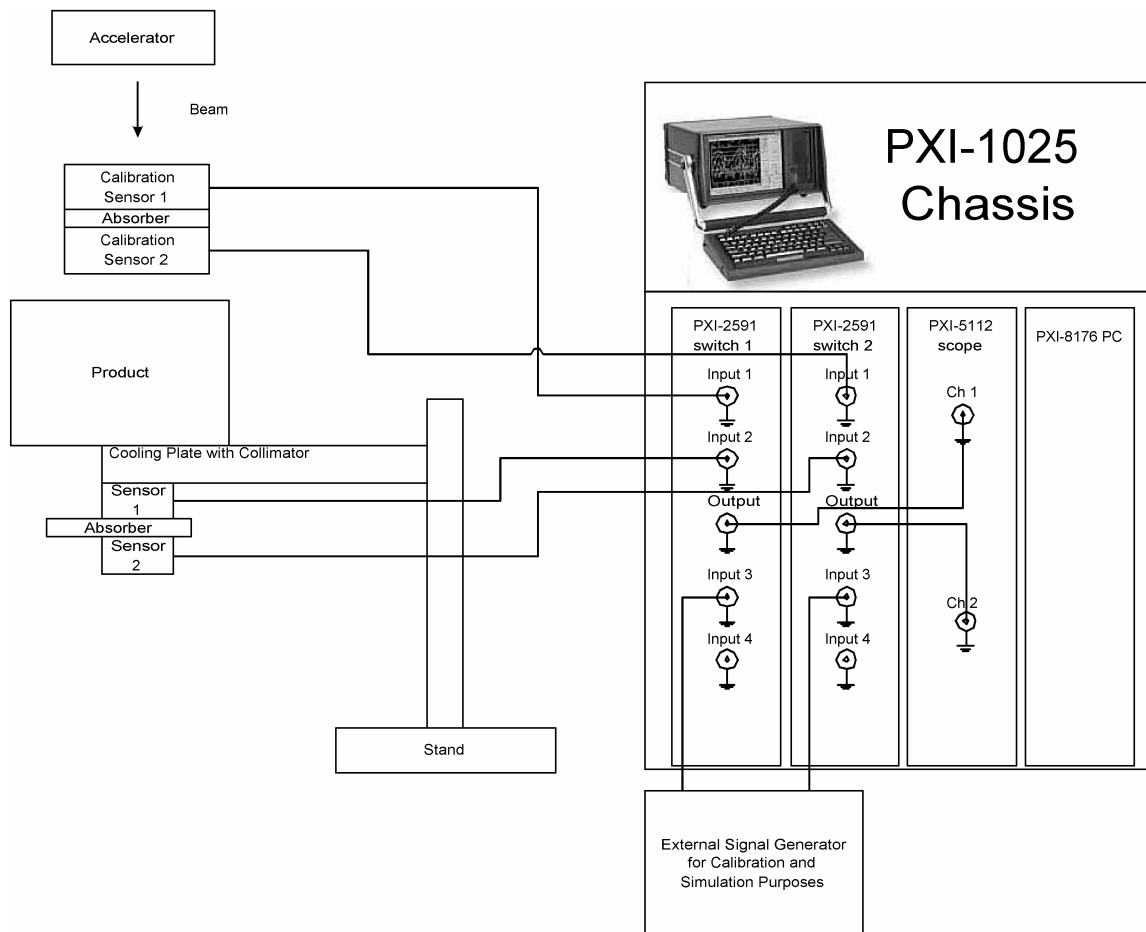 Accelerator
Beam
Calibration
Sensor 1
Absorber
Calibration
Sensor 2
Product
Cooling Plate with Collimator
Sensor
1
Absorber
Sensor
2
Stand
PXI-1025
Chassis
PXI-2591
switch 1
Input 1
Input 2
Output
Input 3
Input 4
PXI-2591
switch 2
Input 1
Input 2
Output
Input 3
Input 4
PXI-5112
scope
Ch 1
Ch 2
PXI-8176 PC
External Signal Generator
for Calibration and
Simulation Purposes